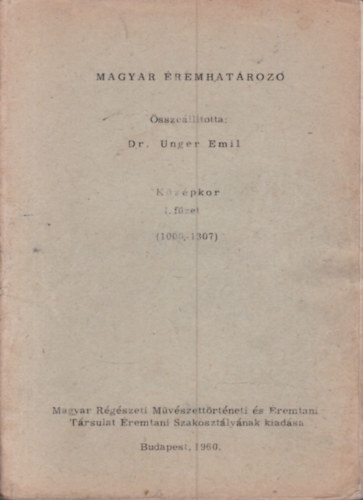 MAGYAR ÉREMHATÁROZÓ
Összeállította:
Dr. Unger Emil
Középkor
I. füzet
(1000,-1307)
Magyar Régészeti Művészettörténeti és Éremtani
Társulat Éremtani Szakosztályának kiadása
Budapest, 1960.